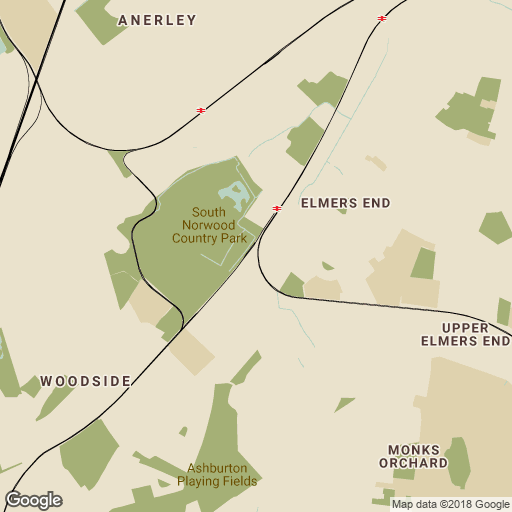 ANERLEY
ELMERS END
South
Norwood
Country Park
UPPER
ELMERS END
WOODSIDE
MONKS
ORCHARD
Ashburton
Playing Fields
Google
Google
Map data ©2018 Google